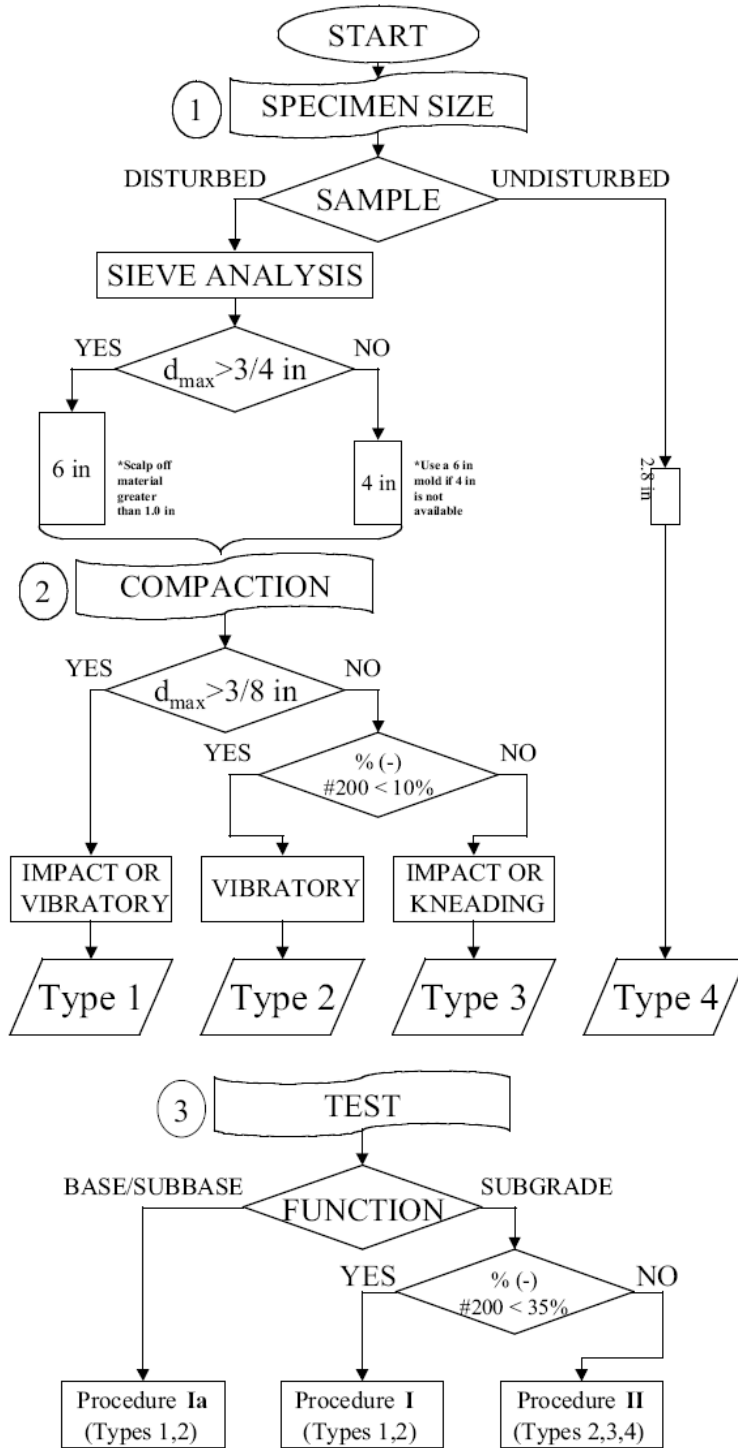 START
1
SPECIMEN SIZE
DISTURBED
UNDISTURBED
SAMPLE
SIEVE ANALYSIS
YES
NO
dmax>3/4 in
6 in
*Scalp off
material
greater
than 1.0 in
4 in
*Use a 6 in
mold if 4 in
is not
available
2.8 in
2
COMPACTION
YES
NO
dmax>3/8 in
YES
NO
% (-)
#200 < 10%
IMPACT OR
VIBRATORY
VIBRATORY
IMPACT OR
KNEADING
Type 1
Type 2
Type 3
Type 4
3
TEST
BASE/SUBBASE
SUBGRADE
FUNCTION
YES
NO
% (-)
#200 < 35%
Procedure Ia
(Types 1,2)
Procedure I
(Types 1,2)
Procedure II
(Types 2,3,4)